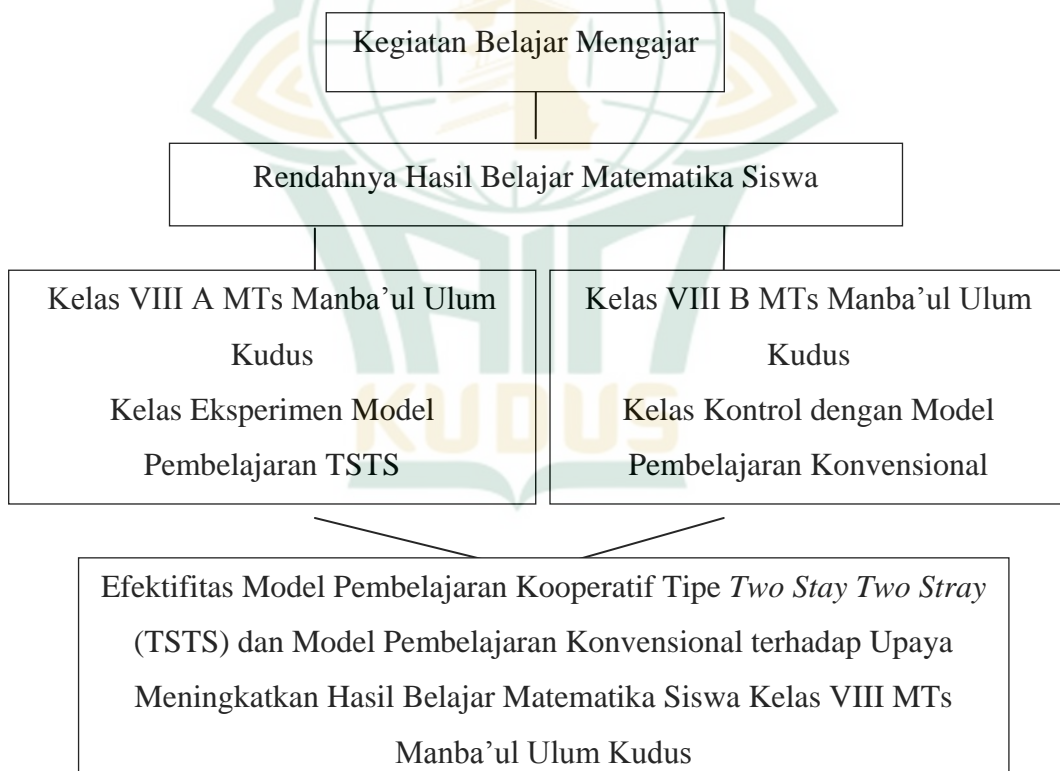 Kegiatan Belajar Mengajar
Rendahnya Hasil Belajar Matematika Siswa
Kelas VIII A MTs Manba’ul Ulum
Kudus
Kelas Eksperimen Model
Pembelajaran TSTS
Kelas VIII B MTs Manba’ul Ulum
Kudus
Kelas Kontrol dengan Model
Pembelajaran Konvensional
Efektifitas Model Pembelajaran Kooperatif Tipe Two Stay Two Stray
(TSTS) dan Model Pembelajaran Konvensional terhadap Upaya
Meningkatkan Hasil Belajar Matematika Siswa Kelas VIII MTs
Manba’ul Ulum Kudus
KUDUS